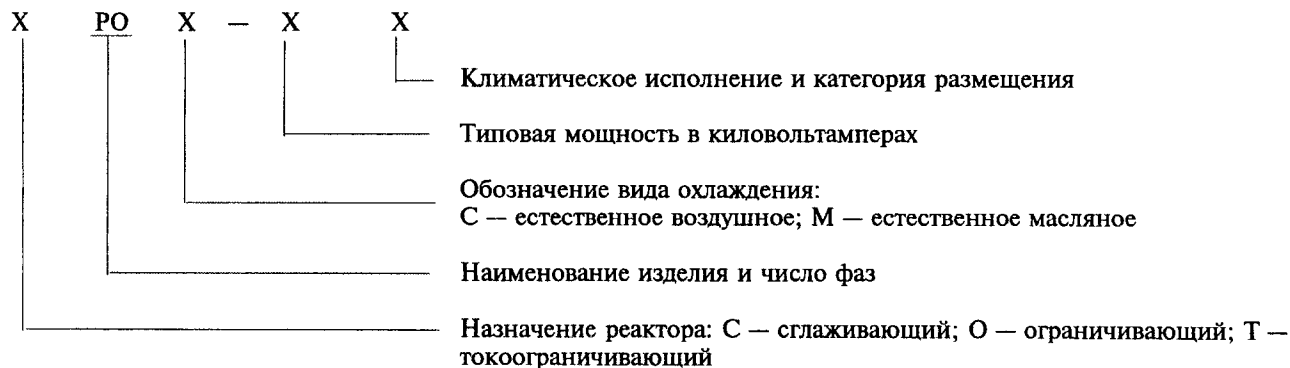 Х РО Х — Х Х
Климатическое исполнение и категория размещения
Типовая мощность в киловольтамперах
Обозначение вида охлаждения:
С — естественное воздушное; М — естественное масляное
Наименование изделия и число фаз
Назначение реактора: С — сглаживающий; О — ограничивающий; Т —
токоограничивающий